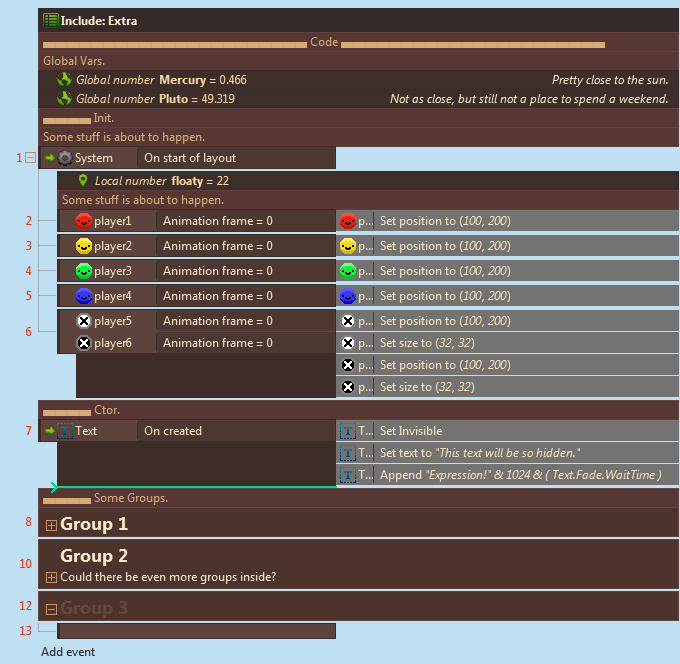 Include: Extra
Code
Global Vars.
Global number Mercury = 0.466 Pretty close to the sun.
Global number Pluto = 49.319 Not as close, but still not a place to spend a weekend.
Init.
Some stuff is about to happen.
1 System On start of layout
Local number floaty = 22
Some stuff is about to happen.
2 player1 Animation frame = 0 p... Set position to (100, 200)
3 player2 Animation frame = 0 p... Set position to (100, 200)
4 player3 Animation frame = 0 p... Set position to (100, 200)
5 player4 Animation frame = 0 p... Set position to (100, 200)
6 player5 Animation frame = 0 p... Set position to (100, 200)
player6 Animation frame = 0 p... Set size to (32, 32)
p... Set position to (100, 200)
p... Set size to (32, 32)
Ctor.
7 T Text On created T T... Set Invisible
T T... Set text to "This text will be so hidden."
T T... Append "Expression!" & 1024 & ( Text.Fade.WaitTime )
Some Groups.
8 Group 1
Group 2
10 Could there be even more groups inside?
12 Group 3
13
Add event